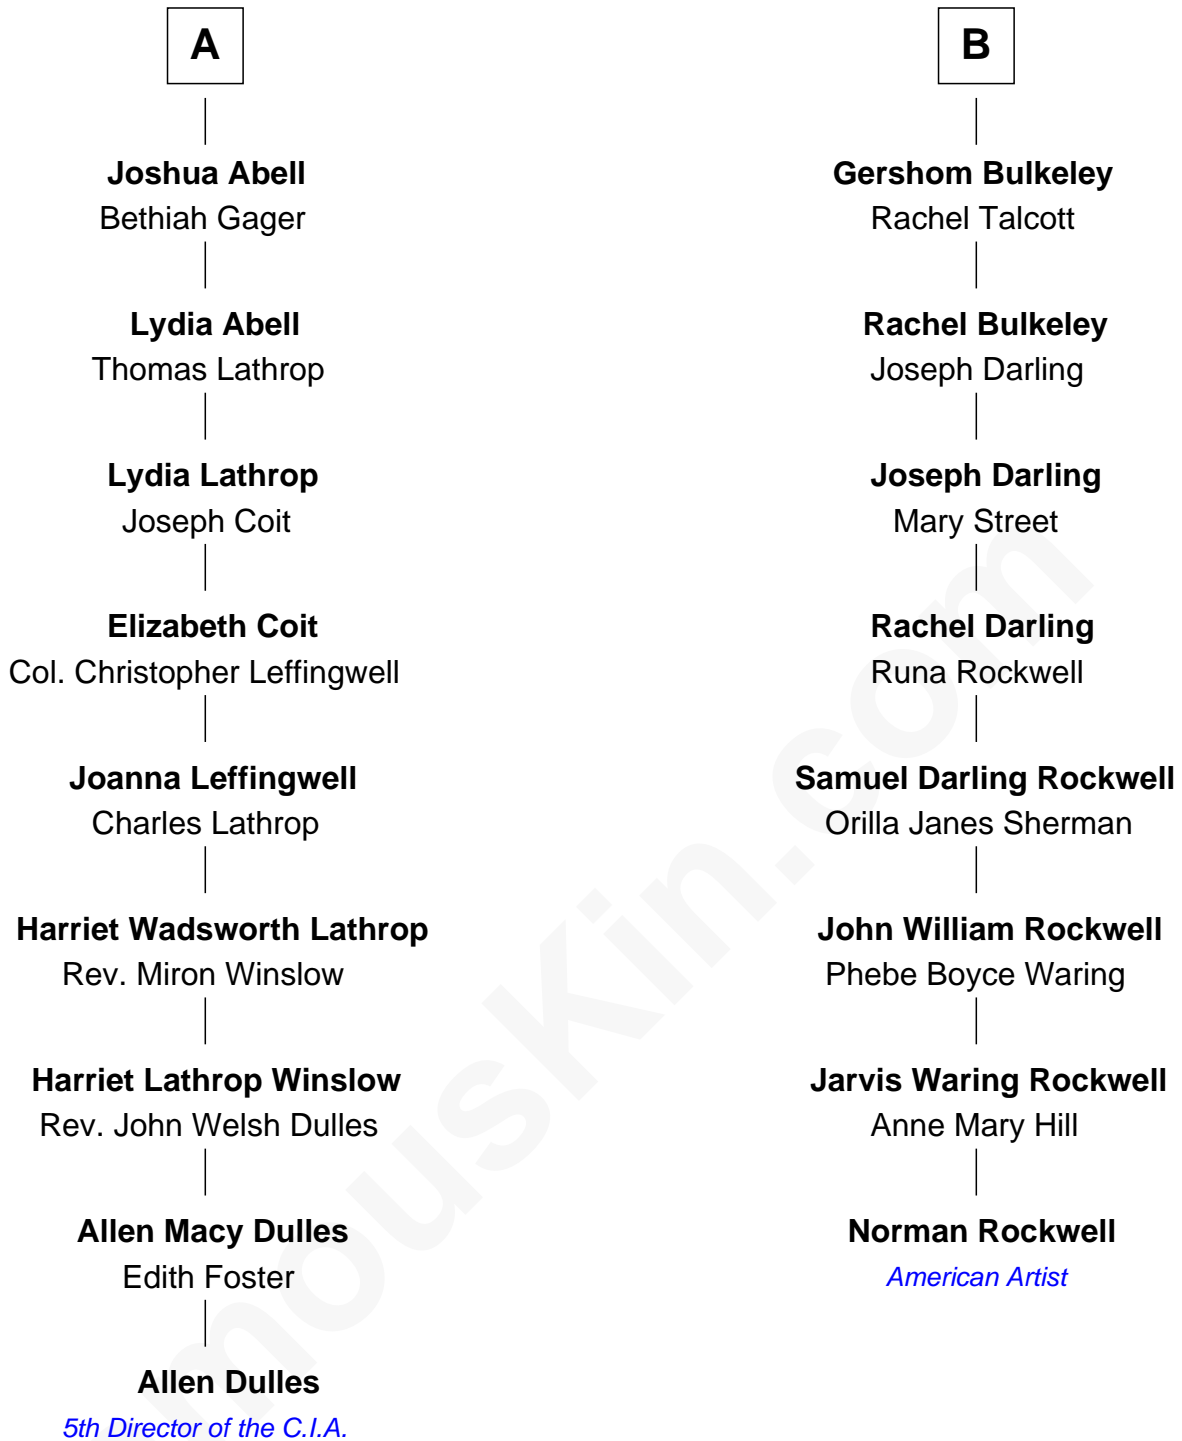 A
Joshua Abell
Bethiah Gager
Lydia Abell
Thomas Lathrop
Lydia Lathrop
Joseph Coit
Elizabeth Coit
Col. Christopher Leffingwell
Joanna Leffingwell
Charles Lathrop
Harriet Wadsworth Lathrop
Rev. Miron Winslow
Harriet Lathrop Winslow
Rev. John Welsh Dulles
Allen Macy Dulles
Edith Foster
Allen Dulles
5th Director of the C.I.A.
B
Gershom Bulkeley
Rachel Talcott
Rachel Bulkeley
Joseph Darling
Joseph Darling
Mary Street
Rachel Darling
Runa Rockwell
Samuel Darling Rockwell
Orilla Janes Sherman
John William Rockwell
Phebe Boyce Waring
Jarvis Waring Rockwell
Anne Mary Hill
Norman Rockwell
American Artist
mousKin.com